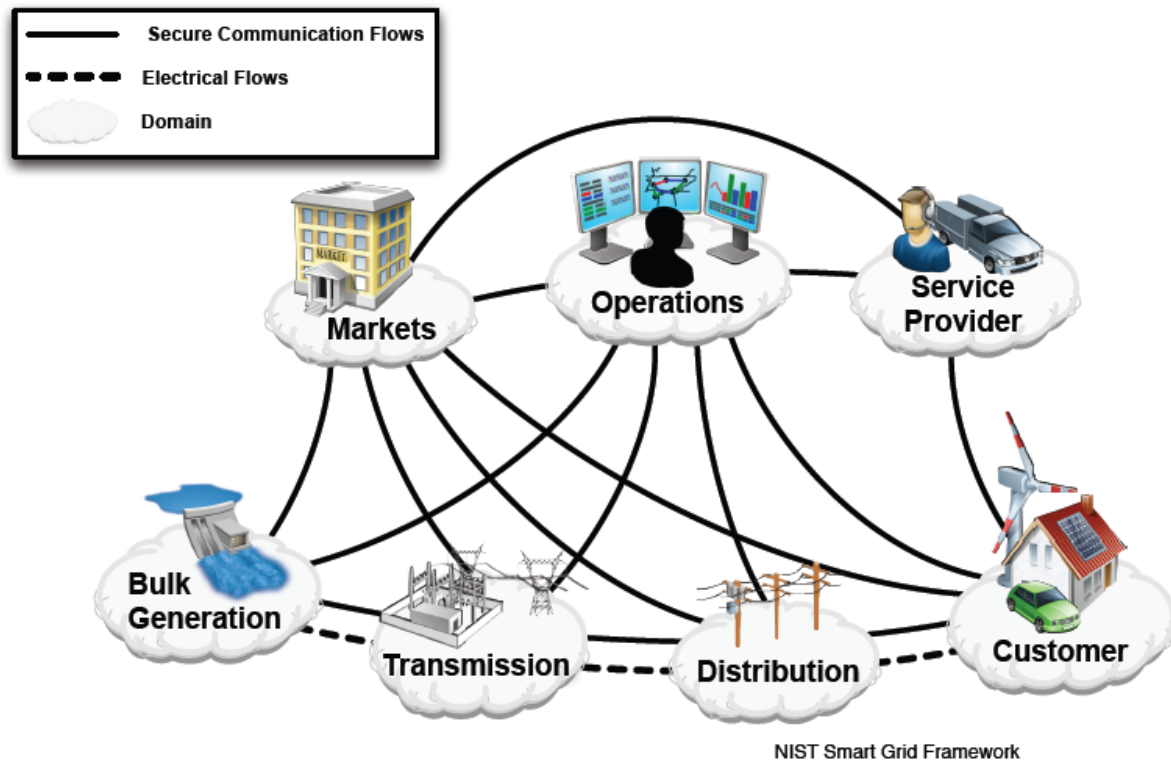 Secure Communication Flows
Electrical Flows
Domain
MARKET
Markets
Operations
Service
Provider
Bulk
Generation
Transmission
Distribution
Customer
NIST Smart Grid Framework